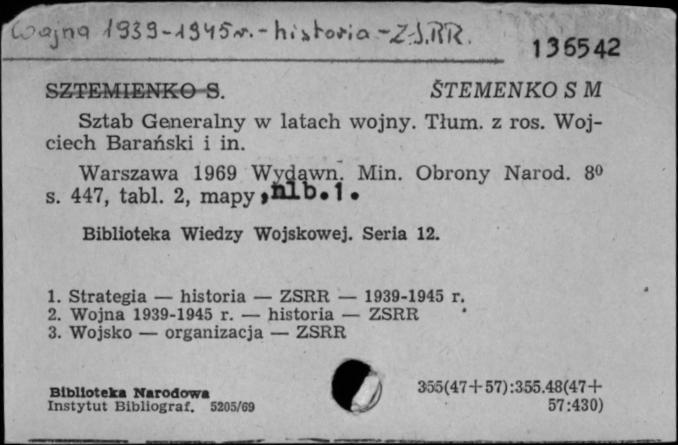 Wojna 1939-1945 r. - historia - Z.S.R.R.
136542
SZTEMIENKO S. ŠTEMENKO S M
Sztab Generalny w latach wojny. Tłum. z ros. Woj-
ciech Barański i in.
Warszawa 1969 Wydawn. Min. Obrony Narod. 8⁰
s. 447, tabl. 2, mapy, nlb. 1.
Biblioteka Wiedzy Wojskowej. Seria 12.
1. Strategia — historia — ZSRR — 1939-1945 r.
2. Wojna 1939-1945 r. — historia — ZSRR
3. Wojsko — organizacja — ZSRR
Biblioteka Narodowa
Instytut Bibliograf. 5205/69
355(47+57):355.48(47+
57:430)